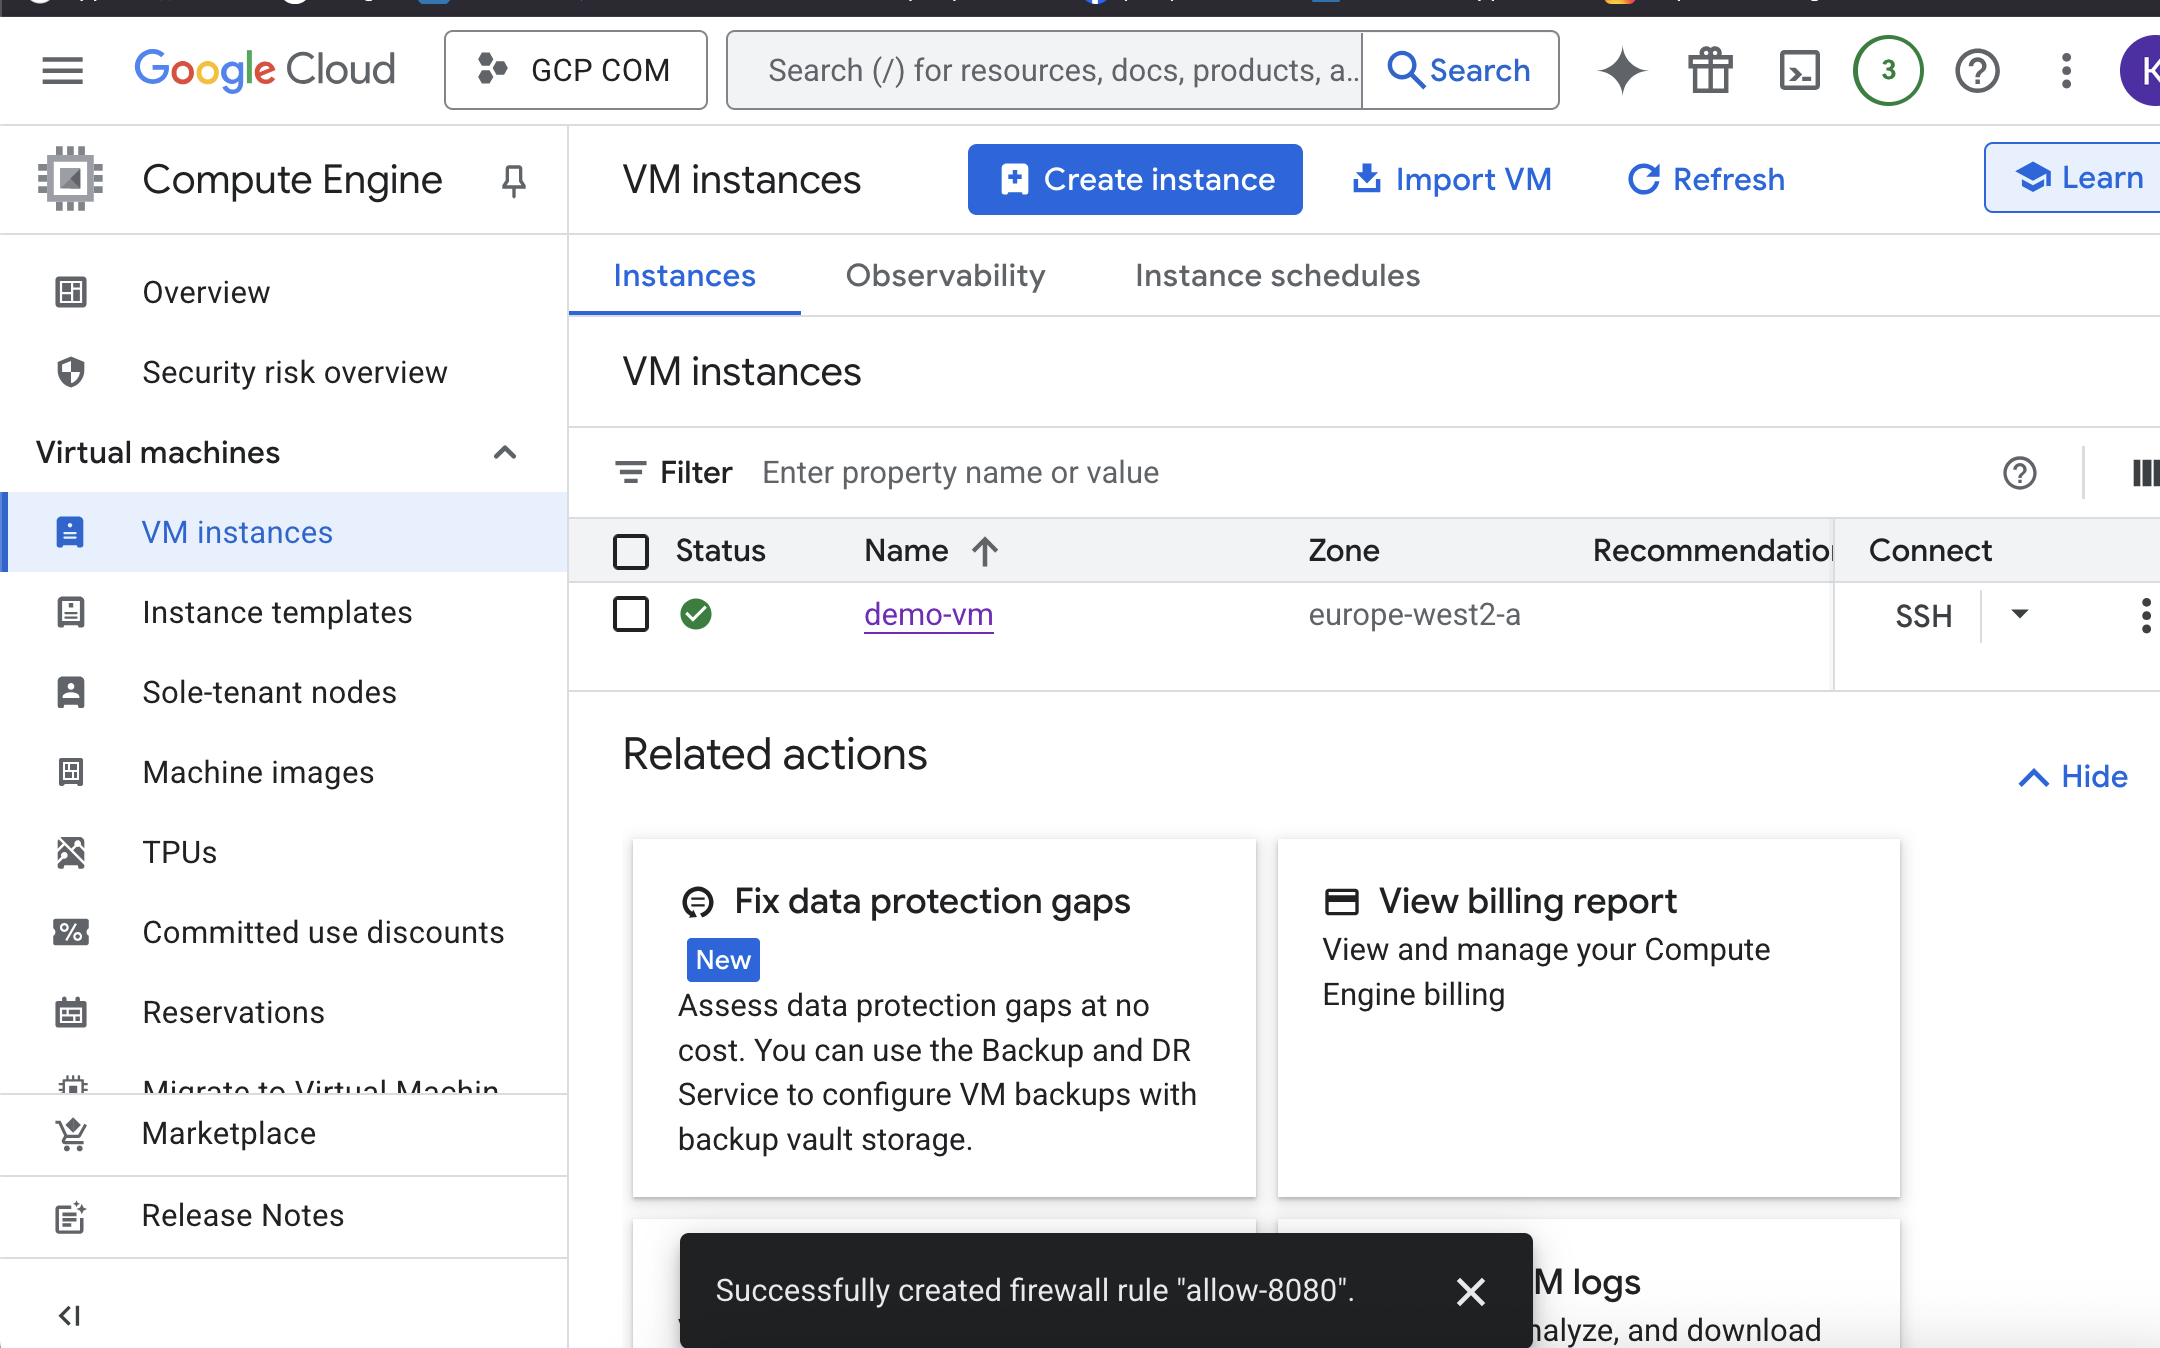 Google Cloud
GCP COM
Search (/) for resources, docs, products, a..
Search
3
K
Compute Engine
VM instances
Create instance
Import VM
Refresh
Learn
Overview
Security risk overview
Virtual machines
VM instances
Instance templates
Sole-tenant nodes
Machine images
TPUs
Committed use discounts
Reservations
Migrate to Virtual Machin
Marketplace
Release Notes
Instances
Observability
Instance schedules
VM instances
Filter
Enter property name or value
Status
Name
Zone
Recommendation
Connect
demo-vm
europe-west2-a
SSH
Related actions
Hide
Fix data protection gaps
New
Assess data protection gaps at no
cost. You can use the Backup and DR
Service to configure VM backups with
backup vault storage.
View billing report
View and manage your Compute
Engine billing
M logs
nalyze, and download
Successfully created firewall rule "allow-8080".